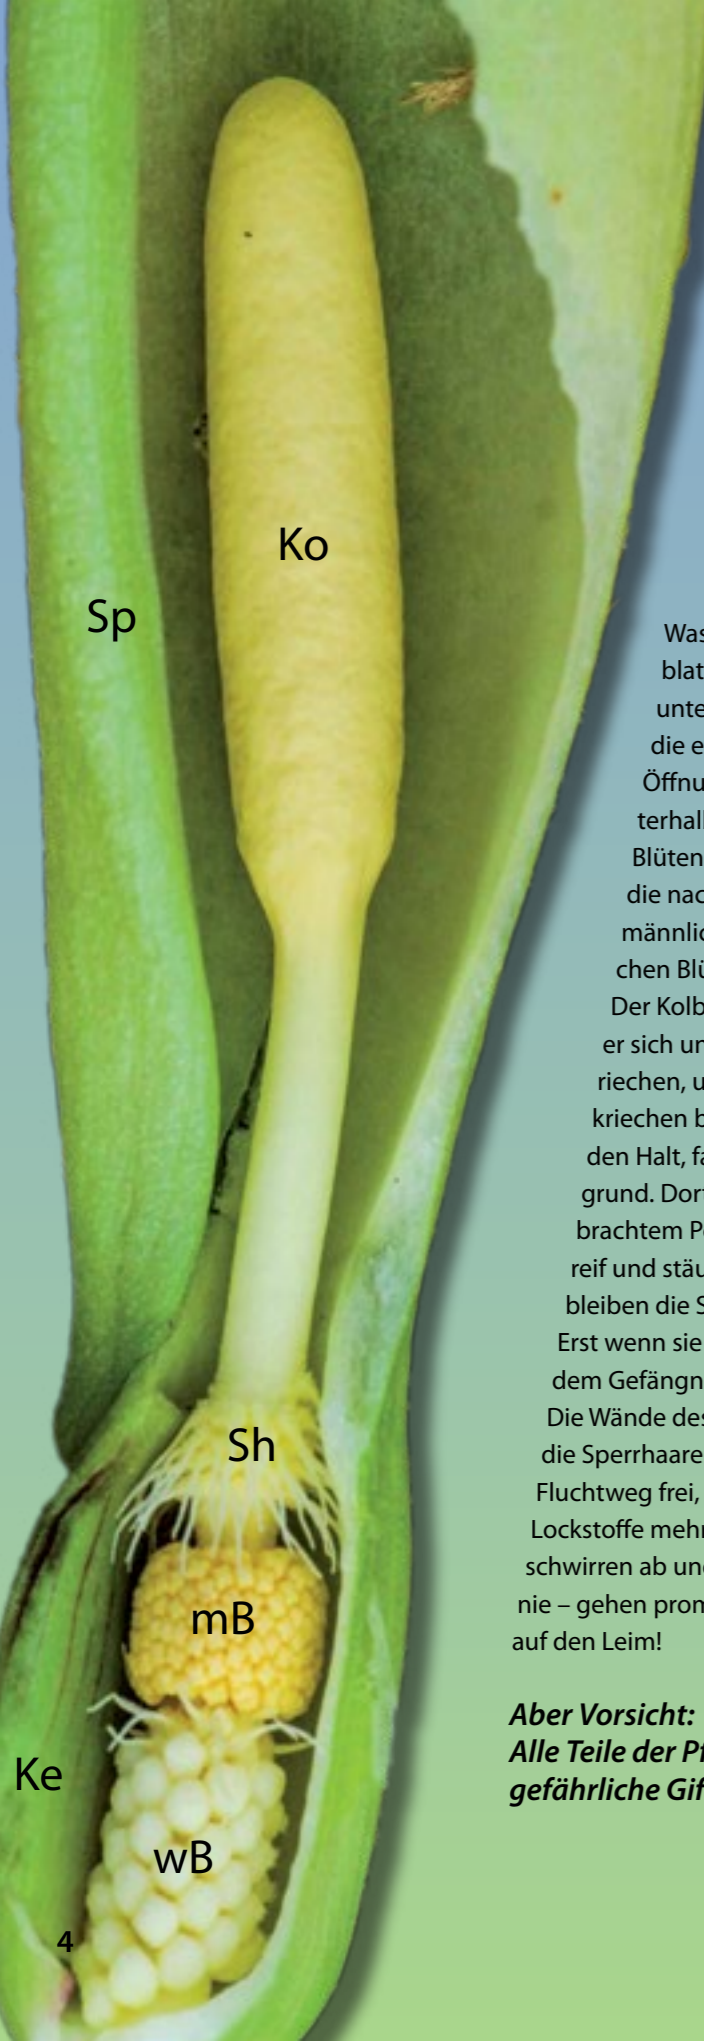 Ko
Sp
Was
blat
unte
die e
Öffnu
terhall
Blüten
die nac
männlic
chen Blü
Der Kolb
er sich un
riechen, u
kriechen b
den Halt, fa
grund. Dort
brachtem Po
reif und stäu
bleiben die S
Erst wenn sie
dem Gefängn
Die Wände des
die Sperrhaare
Fluchtweg frei,
Lockstoffe mehr
schwirren ab und
nie – gehen prom
auf den Leim!
Sh
mB
Aber Vorsicht:
Alle Teile der Pf
gefährliche Gif
Ke
wB
4